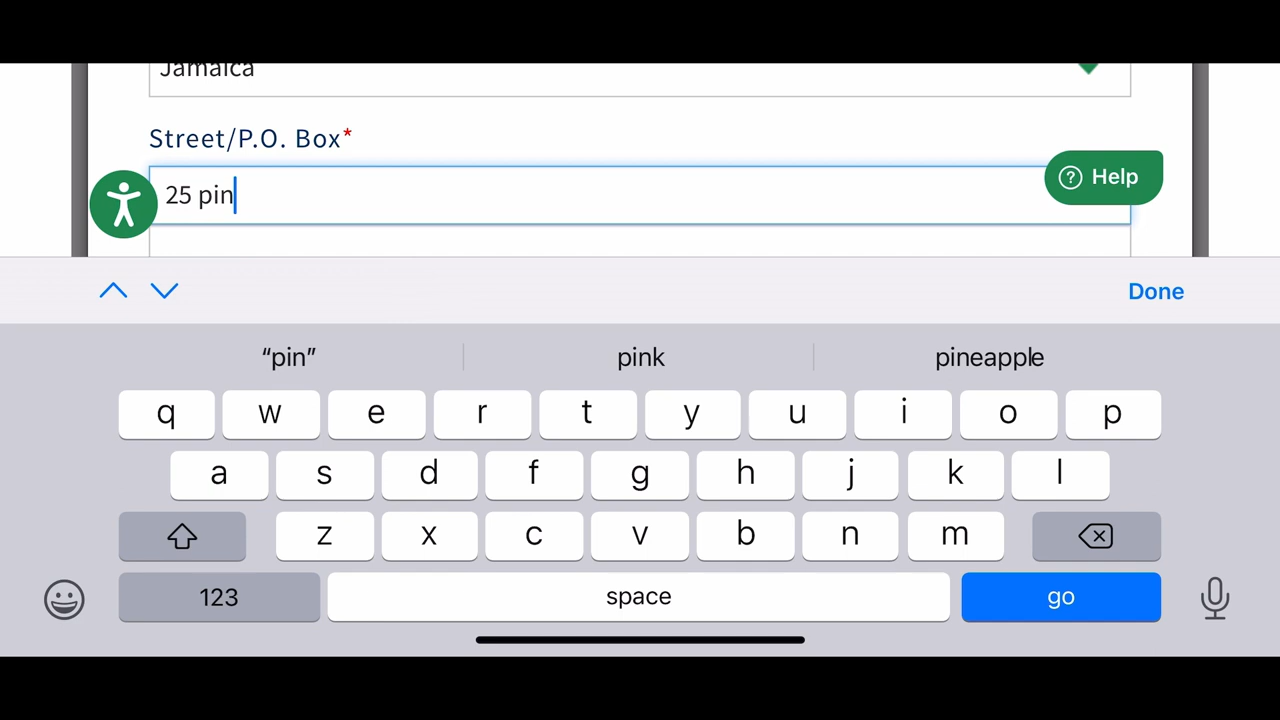 Jamaica
Street/P.O. Box*
25 pin
Help
Done
“pin” pink pineapple
q w e r t y u i o p
a s d f g h j k l
z x c v b n m
123 space go